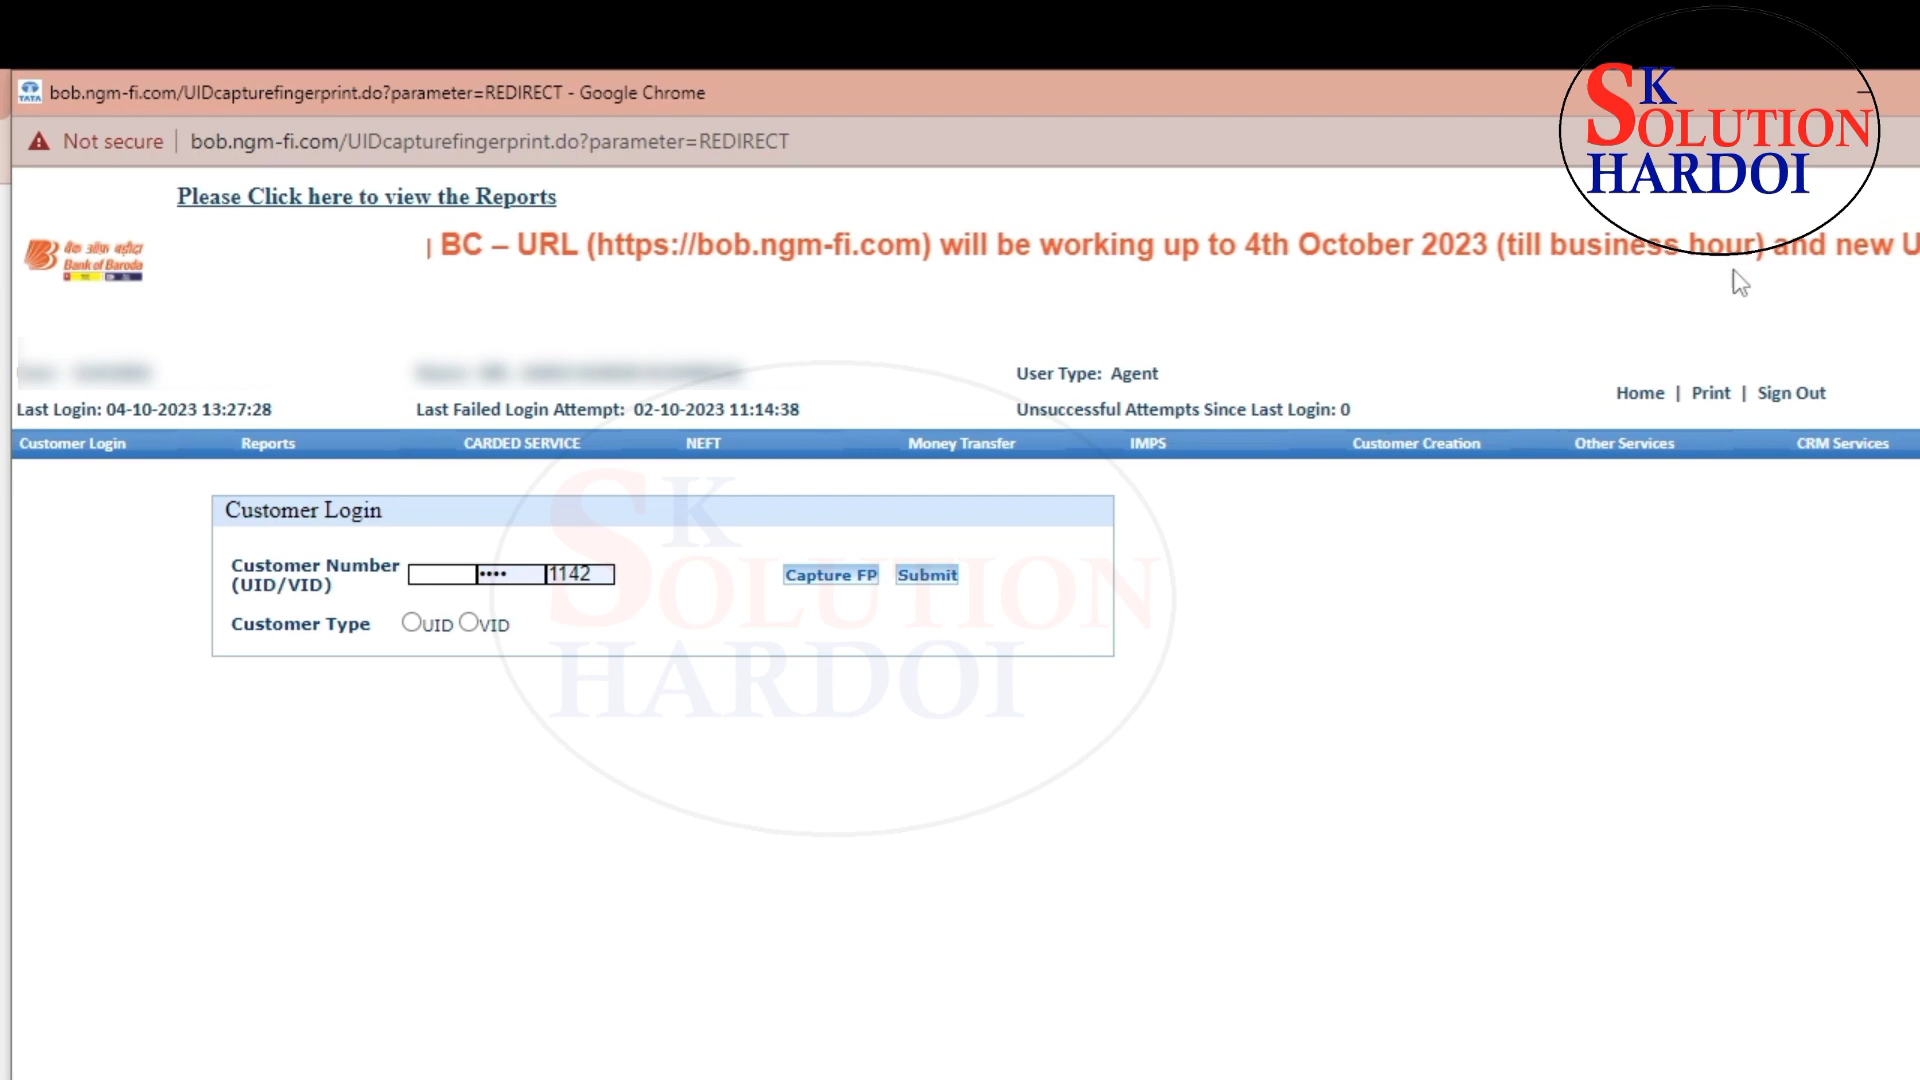 SK
SOLUTION
HARDOI
TATA
bob.ngm-fi.com/UIDcapturefingerprint.do?parameter=REDIRECT - Google Chrome
Not secure | bob.ngm-fi.com/UIDcapturefingerprint.do?parameter=REDIRECT
Please Click here to view the Reports
बैंक ऑफ़ बड़ौदा
Bank of Baroda
BC – URL (https://bob.ngm-fi.com) will be working up to 4th October 2023 (till business hour) and new U
User Type: Agent
Home | Print | Sign Out
Last Login: 04-10-2023 13:27:28 Last Failed Login Attempt: 02-10-2023 11:14:38 Unsuccessful Attempts Since Last Login: 0
Customer Login Reports CARDED SERVICE NEFT Money Transfer IMPS Customer Creation Other Services CRM Services
Customer Login
Customer Number
(UID/VID) •••• 1142 Capture FP Submit
Customer Type UID VID
SK
SOLUTION
HARDOI